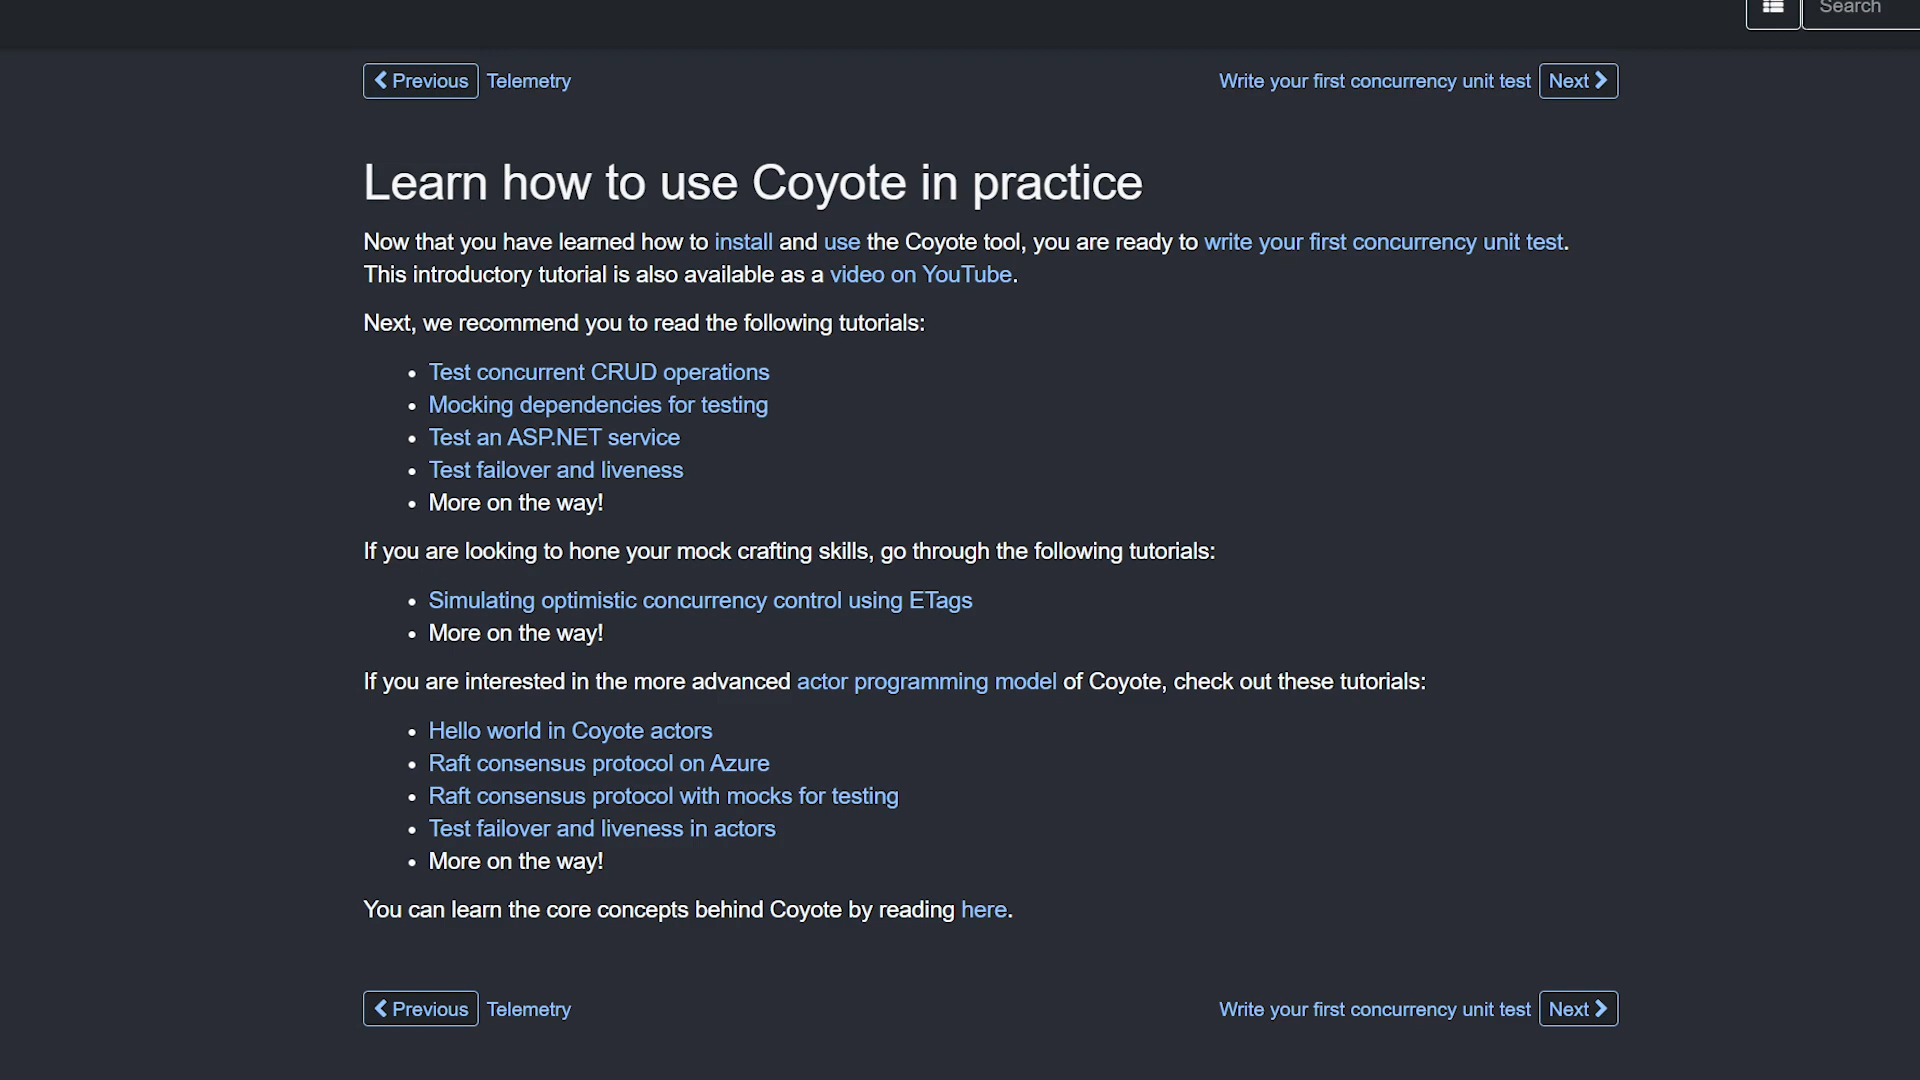 Search
Previous Telemetry
Write your first concurrency unit test Next
Learn how to use Coyote in practice
Now that you have learned how to install and use the Coyote tool, you are ready to write your first concurrency unit test.
This introductory tutorial is also available as a video on YouTube.
Next, we recommend you to read the following tutorials:
• Test concurrent CRUD operations
• Mocking dependencies for testing
• Test an ASP.NET service
• Test failover and liveness
• More on the way!
If you are looking to hone your mock crafting skills, go through the following tutorials:
• Simulating optimistic concurrency control using ETags
• More on the way!
If you are interested in the more advanced actor programming model of Coyote, check out these tutorials:
• Hello world in Coyote actors
• Raft consensus protocol on Azure
• Raft consensus protocol with mocks for testing
• Test failover and liveness in actors
• More on the way!
You can learn the core concepts behind Coyote by reading here.
Previous Telemetry
Write your first concurrency unit test Next